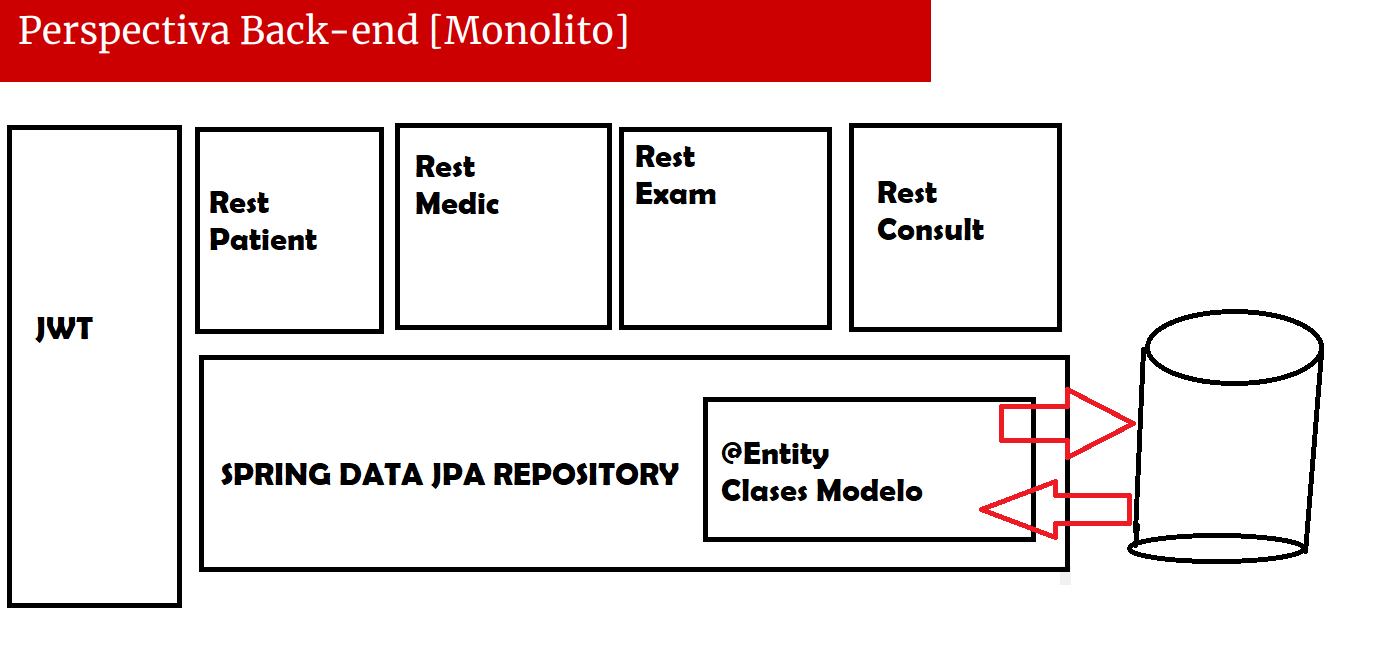 Perspectiva Back-end [Monolito]
JWT
Rest
Patient
Rest
Medic
Rest
Exam
Rest
Consult
SPRING DATA JPA REPOSITORY
@Entity
Clases Modelo